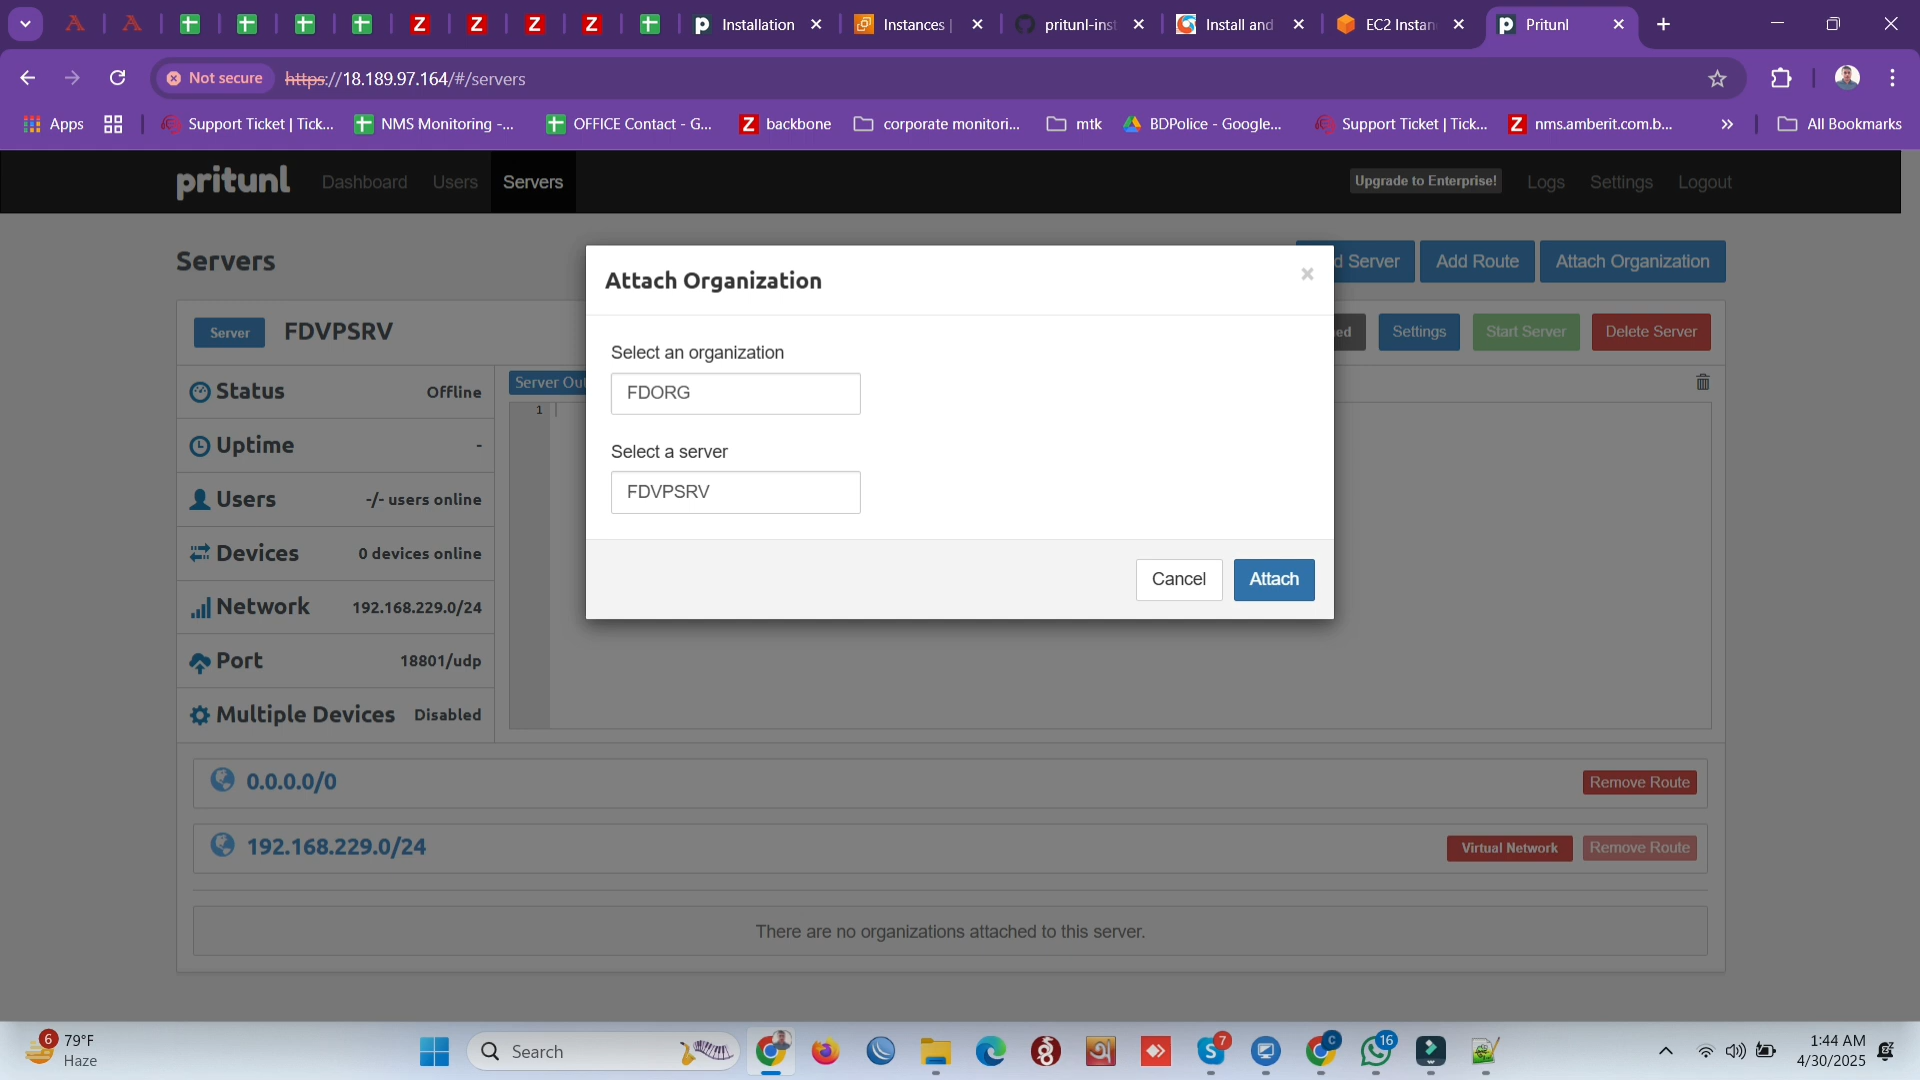 Installation
Instances |
pritunl-inst
Install and
EC2 Instan
Pritunl
Not secure https://18.189.97.164/#/servers
Apps
Support Ticket | Tick...
NMS Monitoring -...
OFFICE Contact - G...
backbone
corporate monitori...
mtk
BDPolice - Google...
Support Ticket | Tick...
nms.amberit.com.b...
All Bookmarks
pritunl Dashboard Users Servers Upgrade to Enterprise! Logs Settings Logout
Servers d Server Add Route Attach Organization
Server FDVPSRV ed Settings Start Server Delete Server
Attach Organization ×
Select an organization
FDORG
Select a server
FDVPSRV
Cancel Attach
Status Offline
Server Out
1
Uptime -
Users -/- users online
Devices 0 devices online
Network 192.168.229.0/24
Port 18801/udp
Multiple Devices Disabled
0.0.0.0/0 Remove Route
192.168.229.0/24 Virtual Network Remove Route
There are no organizations attached to this server.
6 79°F
Haze
Search
7
C
16
1:44 AM
4/30/2025